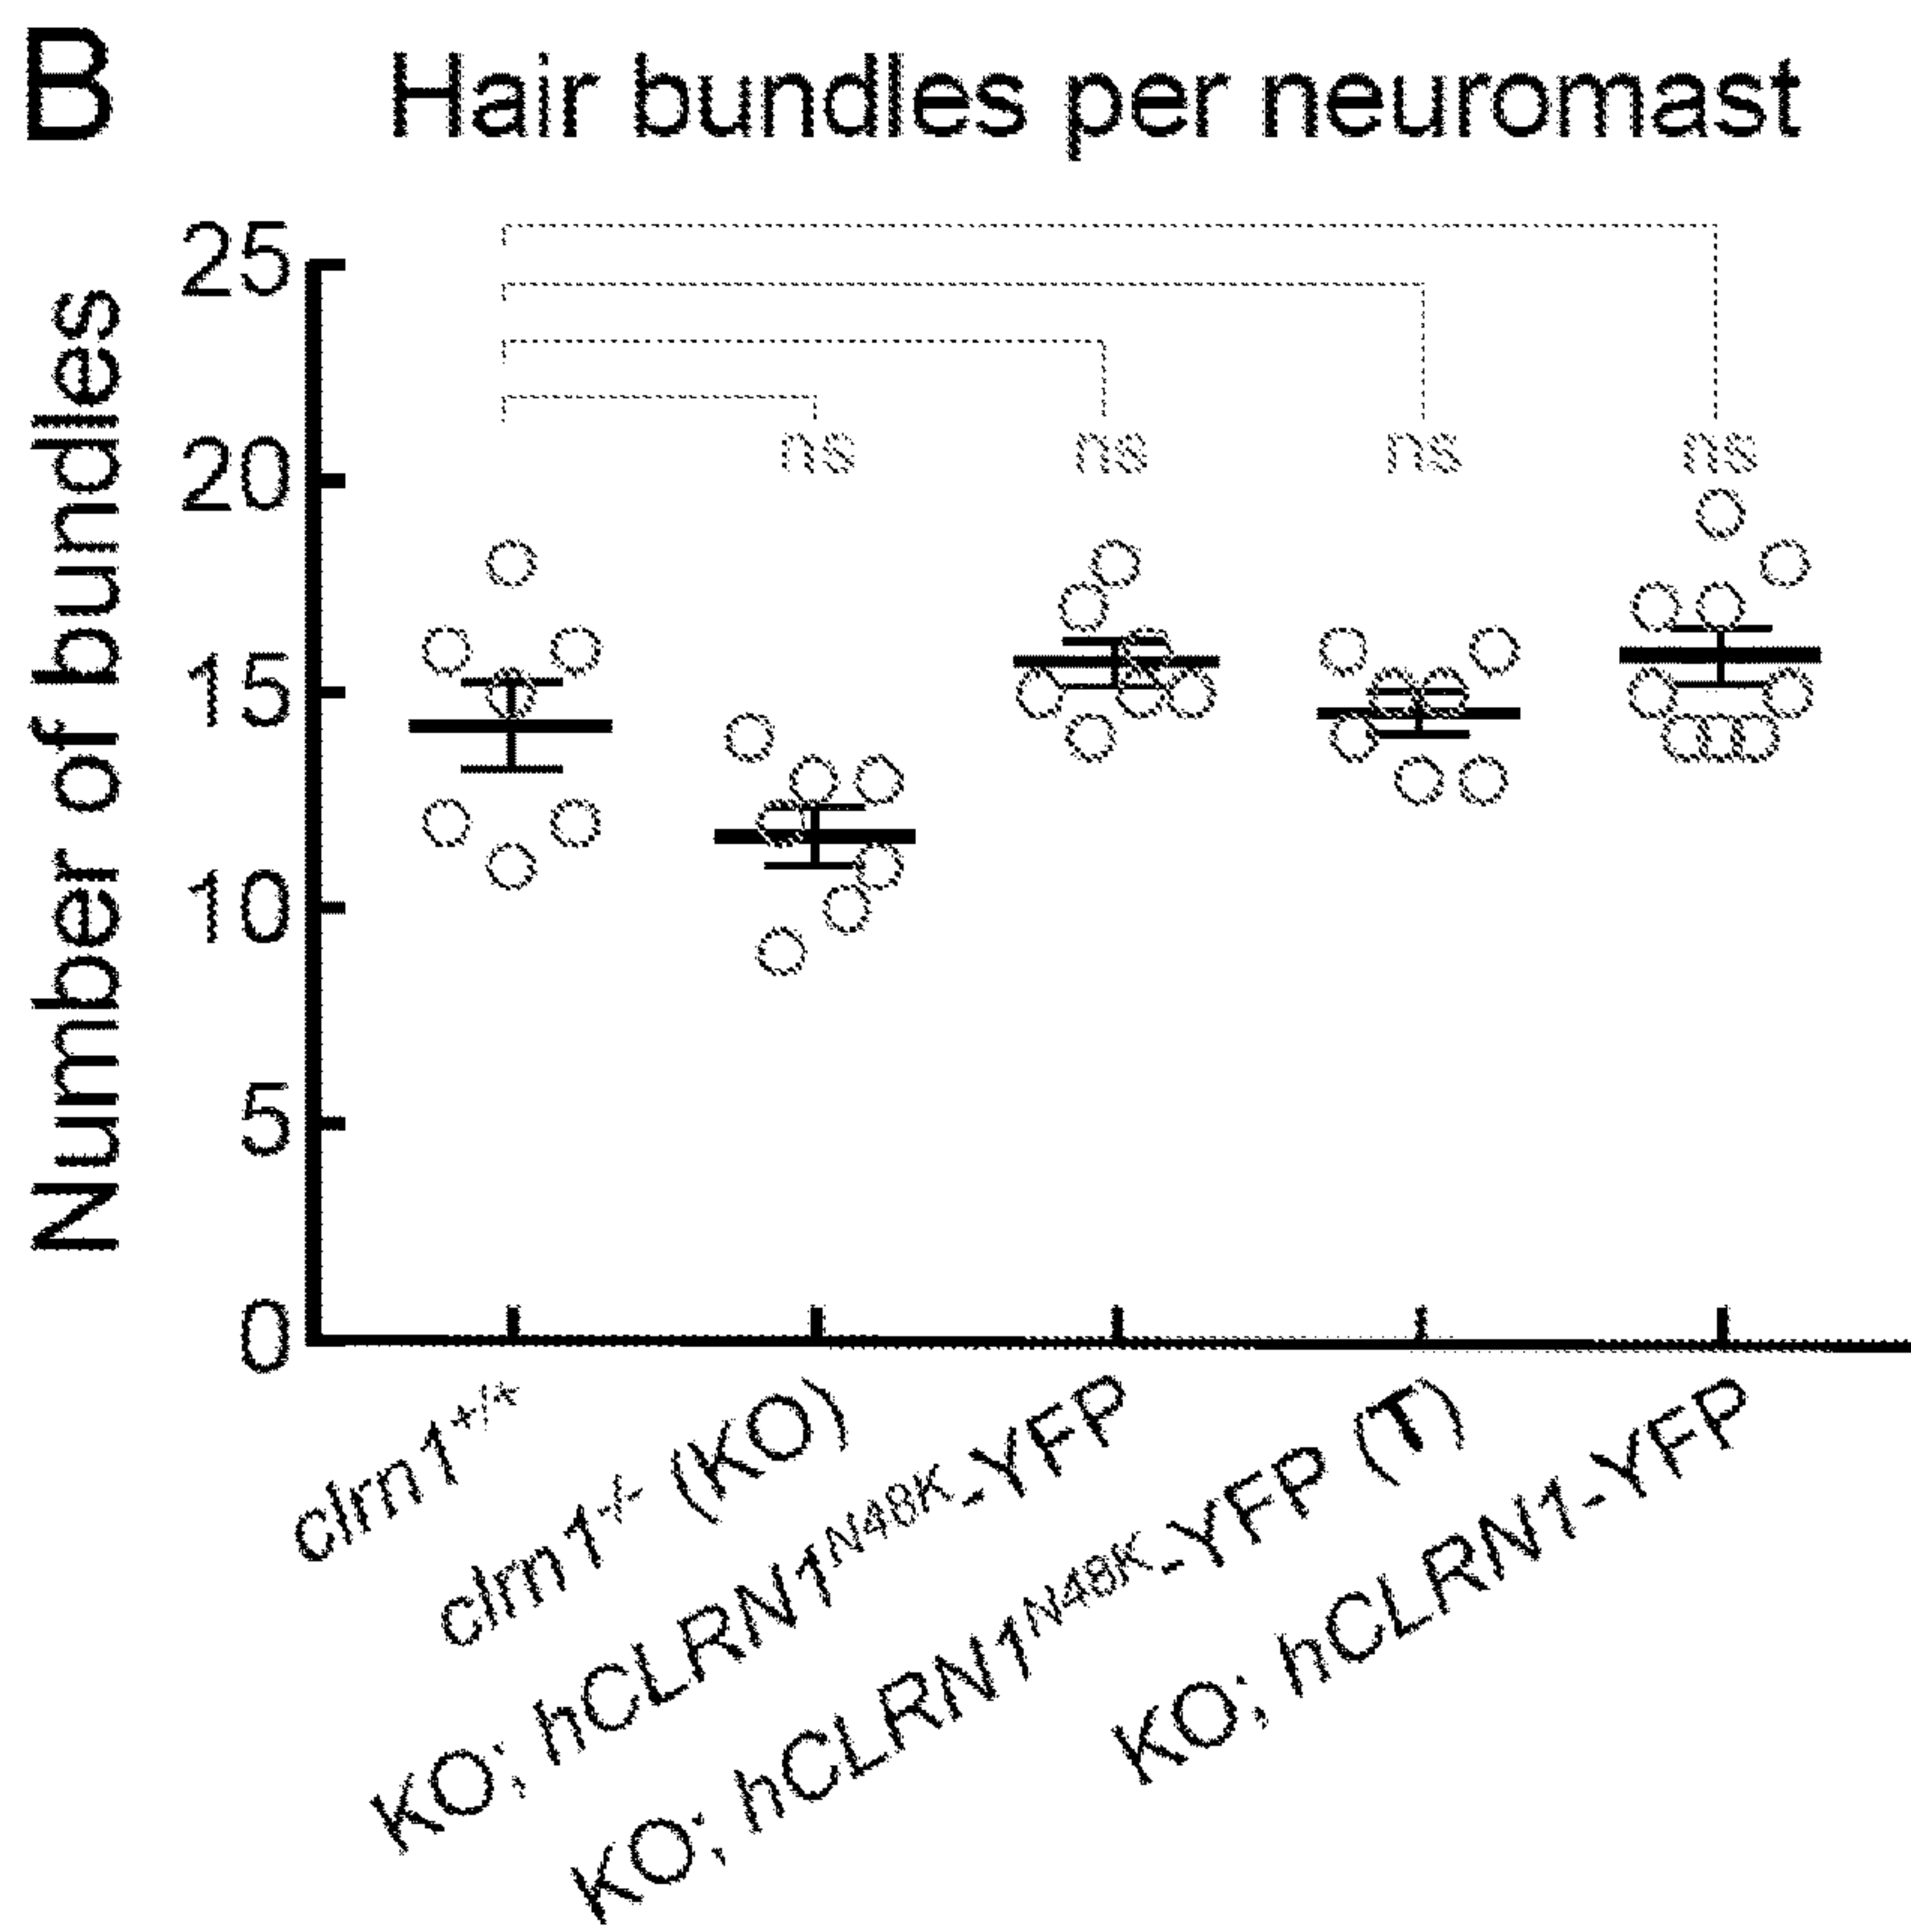 B
Hair bundles per neuromast
Number of bundles
25
20
15
10
5
0
ns ns ns ns
clrn1+/+
clrn1-/- (KO)
KO; hCLRN1N48K-YFP
KO; hCLRN1N48K-YFP (T)
KO; hCLRN1-YFP